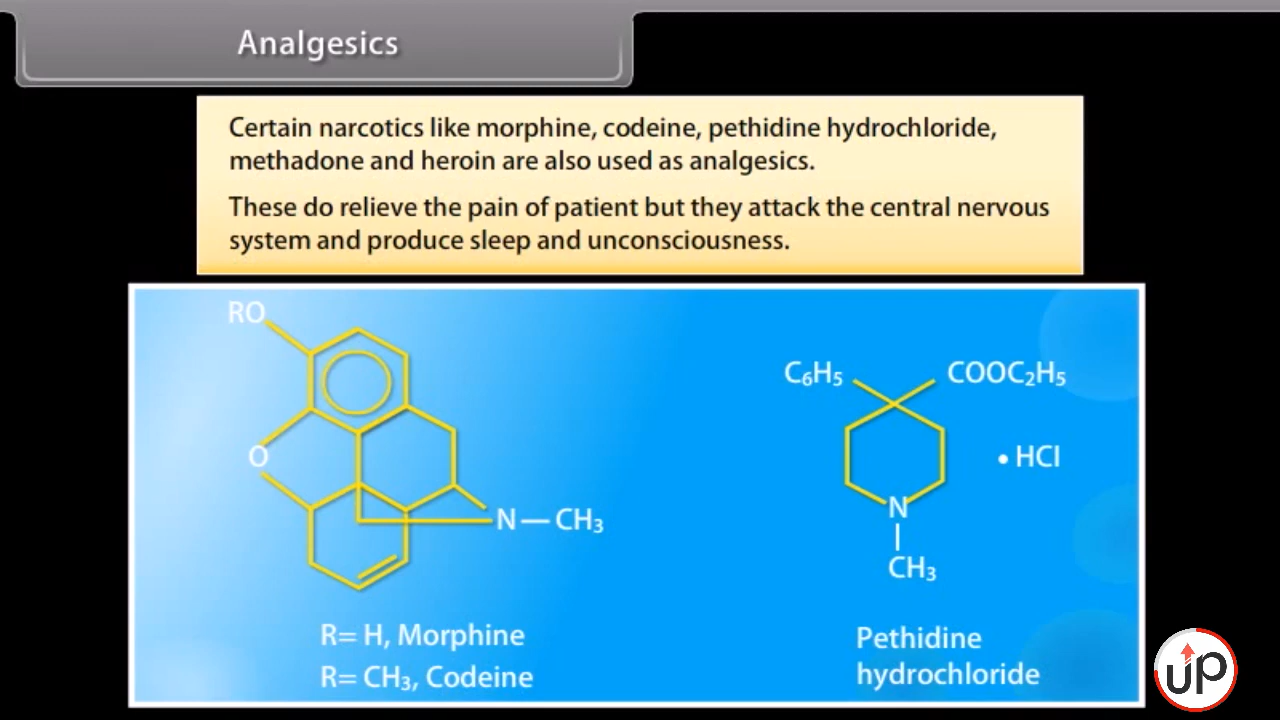 Analgesics
Certain narcotics like morphine, codeine, pethidine hydrochloride,
methadone and heroin are also used as analgesics.
These do relieve the pain of patient but they attack the central nervous
system and produce sleep and unconsciousness.
RO
O
N — CH₃
R= H, Morphine
R= CH₃, Codeine
C₆H₅ COOC₂H₅
• HCl
N
CH₃
Pethidine
hydrochloride
UP